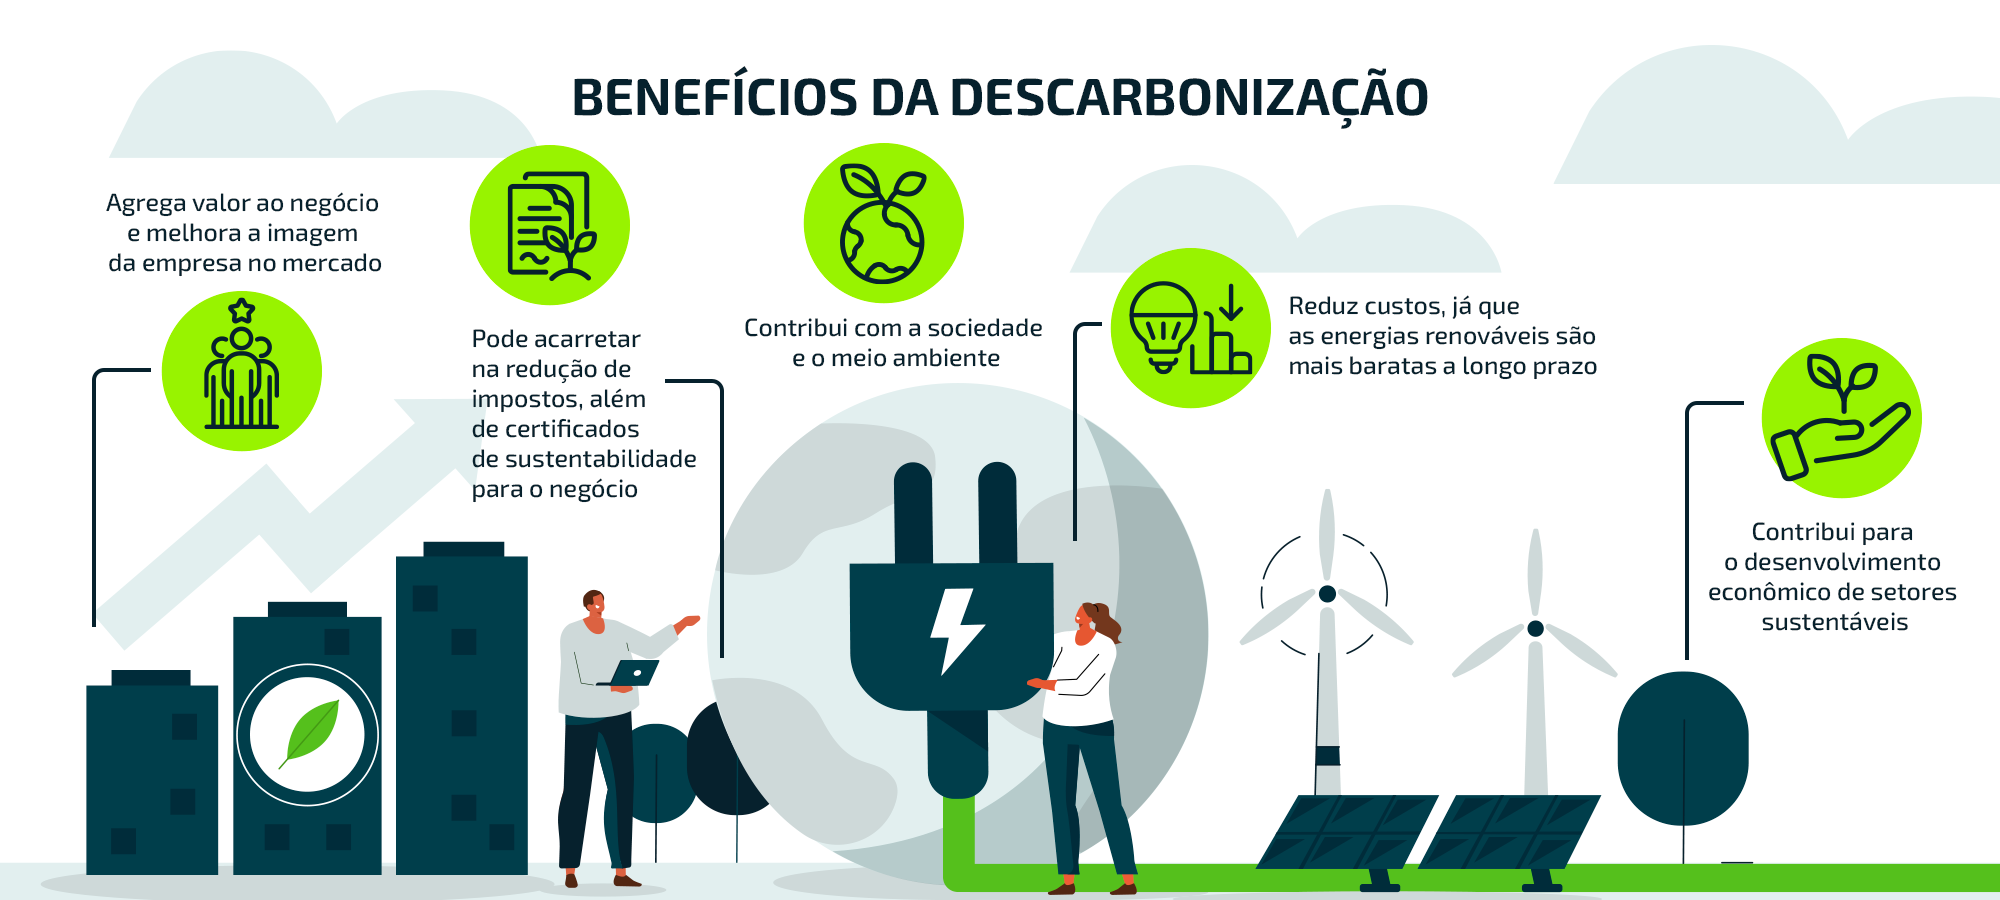 BENEFÍCIOS DA DESCARBONIZAÇÃO
Agrega valor ao negócio
e melhora a imagem
da empresa no mercado
Pode acarretar
na redução de
impostos, além
de certificados
de sustentabilidade
para o negócio
Contribui com a sociedade
e o meio ambiente
Reduz custos, já que
as energias renováveis são
mais baratas a longo prazo
Contribui para
o desenvolvimento
econômico de setores
sustentáveis